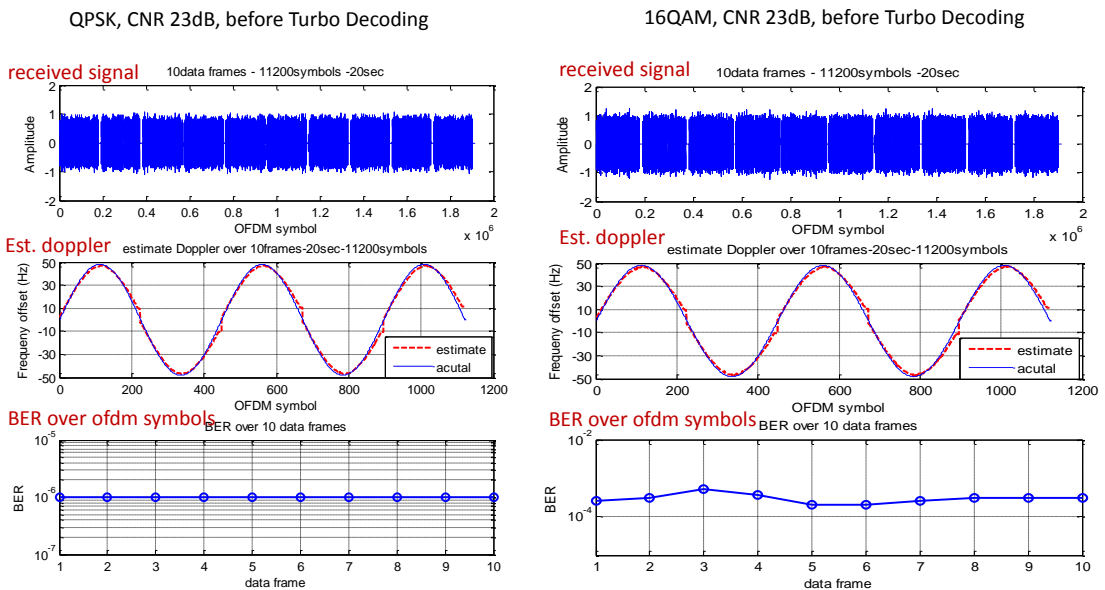 QPSK, CNR 23dB, before Turbo Decoding
received signal
10data frames - 11200symbols -20sec
2
1
0
-1
-2
Amplitude
0 0.2 0.4 0.6 0.8 1 1.2 1.4 1.6 1.8 2
x 10^6
OFDM symbol
Est. doppler
estimate Doppler over 10frames-20sec-11200symbols
50
30
10
-10
-30
-50
Frequeny offset (Hz)
estimate
acutal
0 200 400 600 800 1000 1200
OFDM symbol
BER over ofdm symbols
BER over 10 data frames
10^-5
10^-6
10^-7
BER
1 2 3 4 5 6 7 8 9 10
data frame
16QAM, CNR 23dB, before Turbo Decoding
received signal
10data frames - 11200symbols -20sec
2
1
0
-1
-2
Amplitude
0 0.2 0.4 0.6 0.8 1 1.2 1.4 1.6 1.8 2
x 10^6
OFDM symbol
Est. doppler
estimate Doppler over 10frames-20sec-11200symbols
50
30
10
-10
-30
-50
Frequeny offset (Hz)
estimate
acutal
0 200 400 600 800 1000 1200
OFDM symbol
BER over ofdm symbols
BER over 10 data frames
10^-2
10^-4
BER
1 2 3 4 5 6 7 8 9 10
data frame